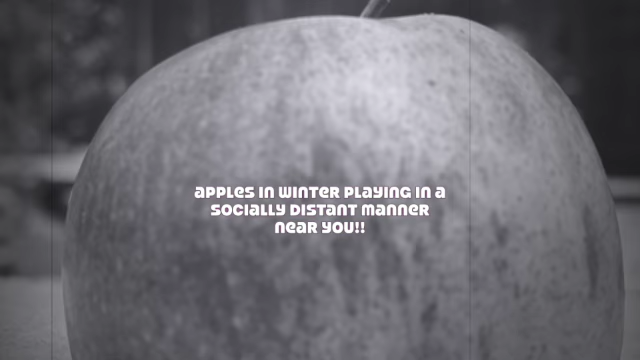 APPLES IN WINTER PLAYING IN A
SOCIALLY DISTANT MANNER
NEAR YOU!!